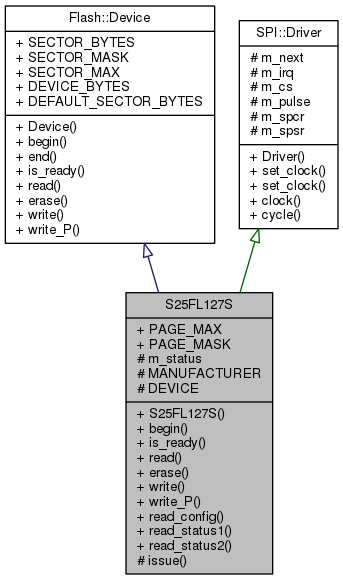 Flash::Device
+ SECTOR_BYTES
+ SECTOR_MASK
+ SECTOR_MAX
+ DEVICE_BYTES
+ DEFAULT_SECTOR_BYTES
+ Device()
+ begin()
+ end()
+ is_ready()
+ read()
+ erase()
+ write()
+ write_P()
SPI::Driver
# m_next
# m_irq
# m_cs
# m_pulse
# m_spcr
# m_spsr
+ Driver()
+ set_clock()
+ set_clock()
+ clock()
+ cycle()
S25FL127S
+ PAGE_MAX
+ PAGE_MASK
# m_status
# MANUFACTURER
# DEVICE
+ S25FL127S()
+ begin()
+ is_ready()
+ read()
+ erase()
+ write()
+ write_P()
+ read_config()
+ read_status1()
+ read_status2()
# issue()